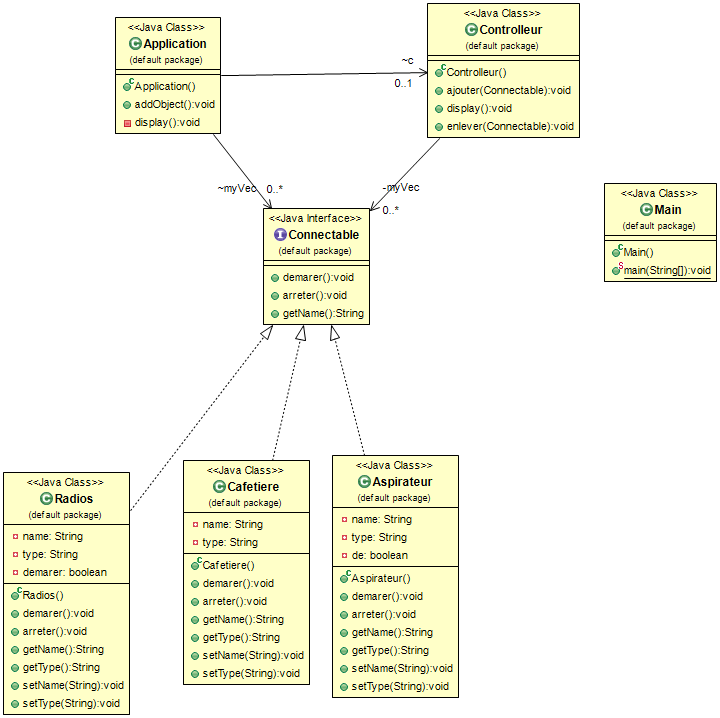 <<Java Class>>
Application
(default package)
Application()
addObject():void
display():void
<<Java Class>>
Controlleur
(default package)
Controlleur()
ajouter(Connectable):void
display():void
enlever(Connectable):void
~c
0..1
~myVec
0..*
-myVec
0..*
<<Java Interface>>
Connectable
(default package)
demarer():void
arreter():void
getName():String
<<Java Class>>
Main
(default package)
Main()
main(String[]):void
<<Java Class>>
Radios
(default package)
name: String
type: String
demarer: boolean
Radios()
demarer():void
arreter():void
getName():String
getType():String
setName(String):void
setType(String):void
<<Java Class>>
Cafetiere
(default package)
name: String
type: String
Cafetiere()
demarer():void
arreter():void
getName():String
getType():String
setName(String):void
setType(String):void
<<Java Class>>
Aspirateur
(default package)
name: String
type: String
de: boolean
Aspirateur()
demarer():void
arreter():void
getName():String
getType():String
setName(String):void
setType(String):void